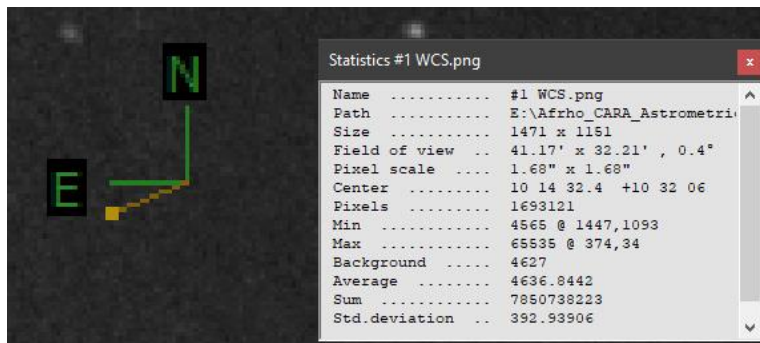 N
E
Statistics #1 WCS.png
x
Name ........... #1 WCS.png
Path ........... E:\Afrho_CARA_Astrometri
Size ........... 1471 x 1151
Field of view .. 41.17' x 32.21' , 0.4°
Pixel scale .... 1.68" x 1.68"
Center ......... 10 14 32.4 +10 32 06
Pixels ......... 1693121
Min ............ 4565 @ 1447,1093
Max ............ 65535 @ 374,34
Background ..... 4627
Average ........ 4636.8442
Sum ............ 7850738223
Std.deviation .. 392.93906